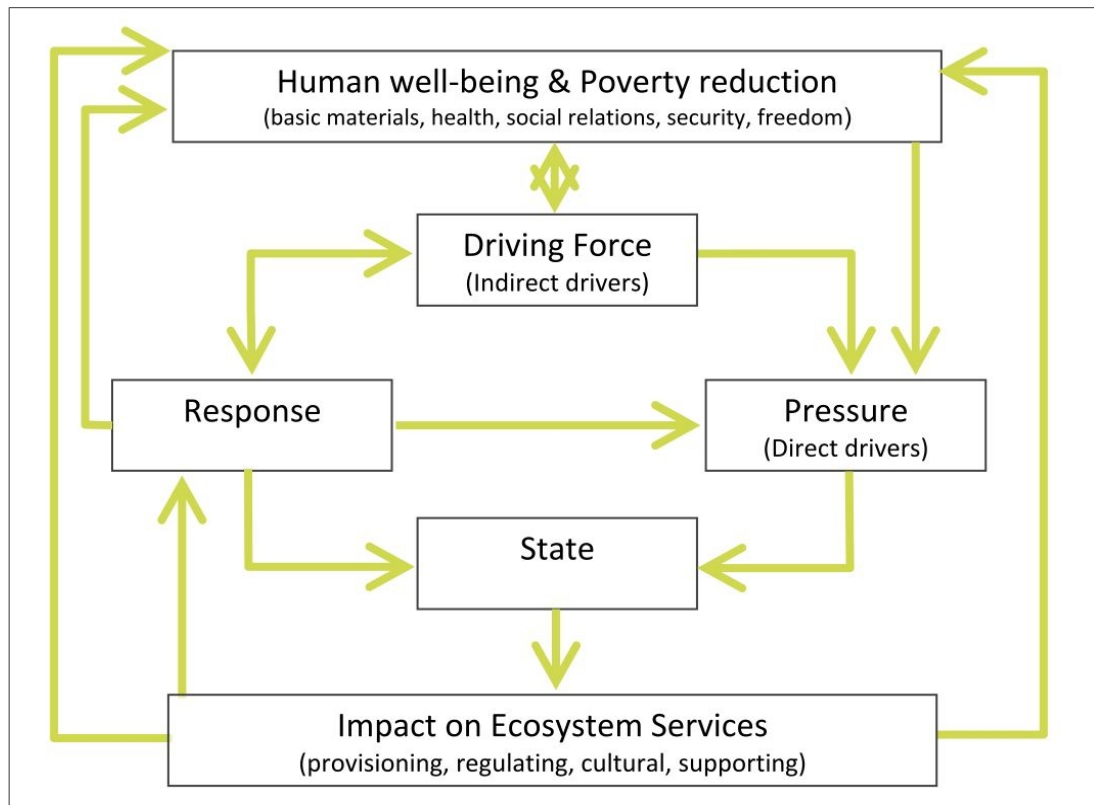 Human well-being & Poverty reduction
(basic materials, health, social relations, security, freedom)
Driving Force
(Indirect drivers)
Response
Pressure
(Direct drivers)
State
Impact on Ecosystem Services
(provisioning, regulating, cultural, supporting)